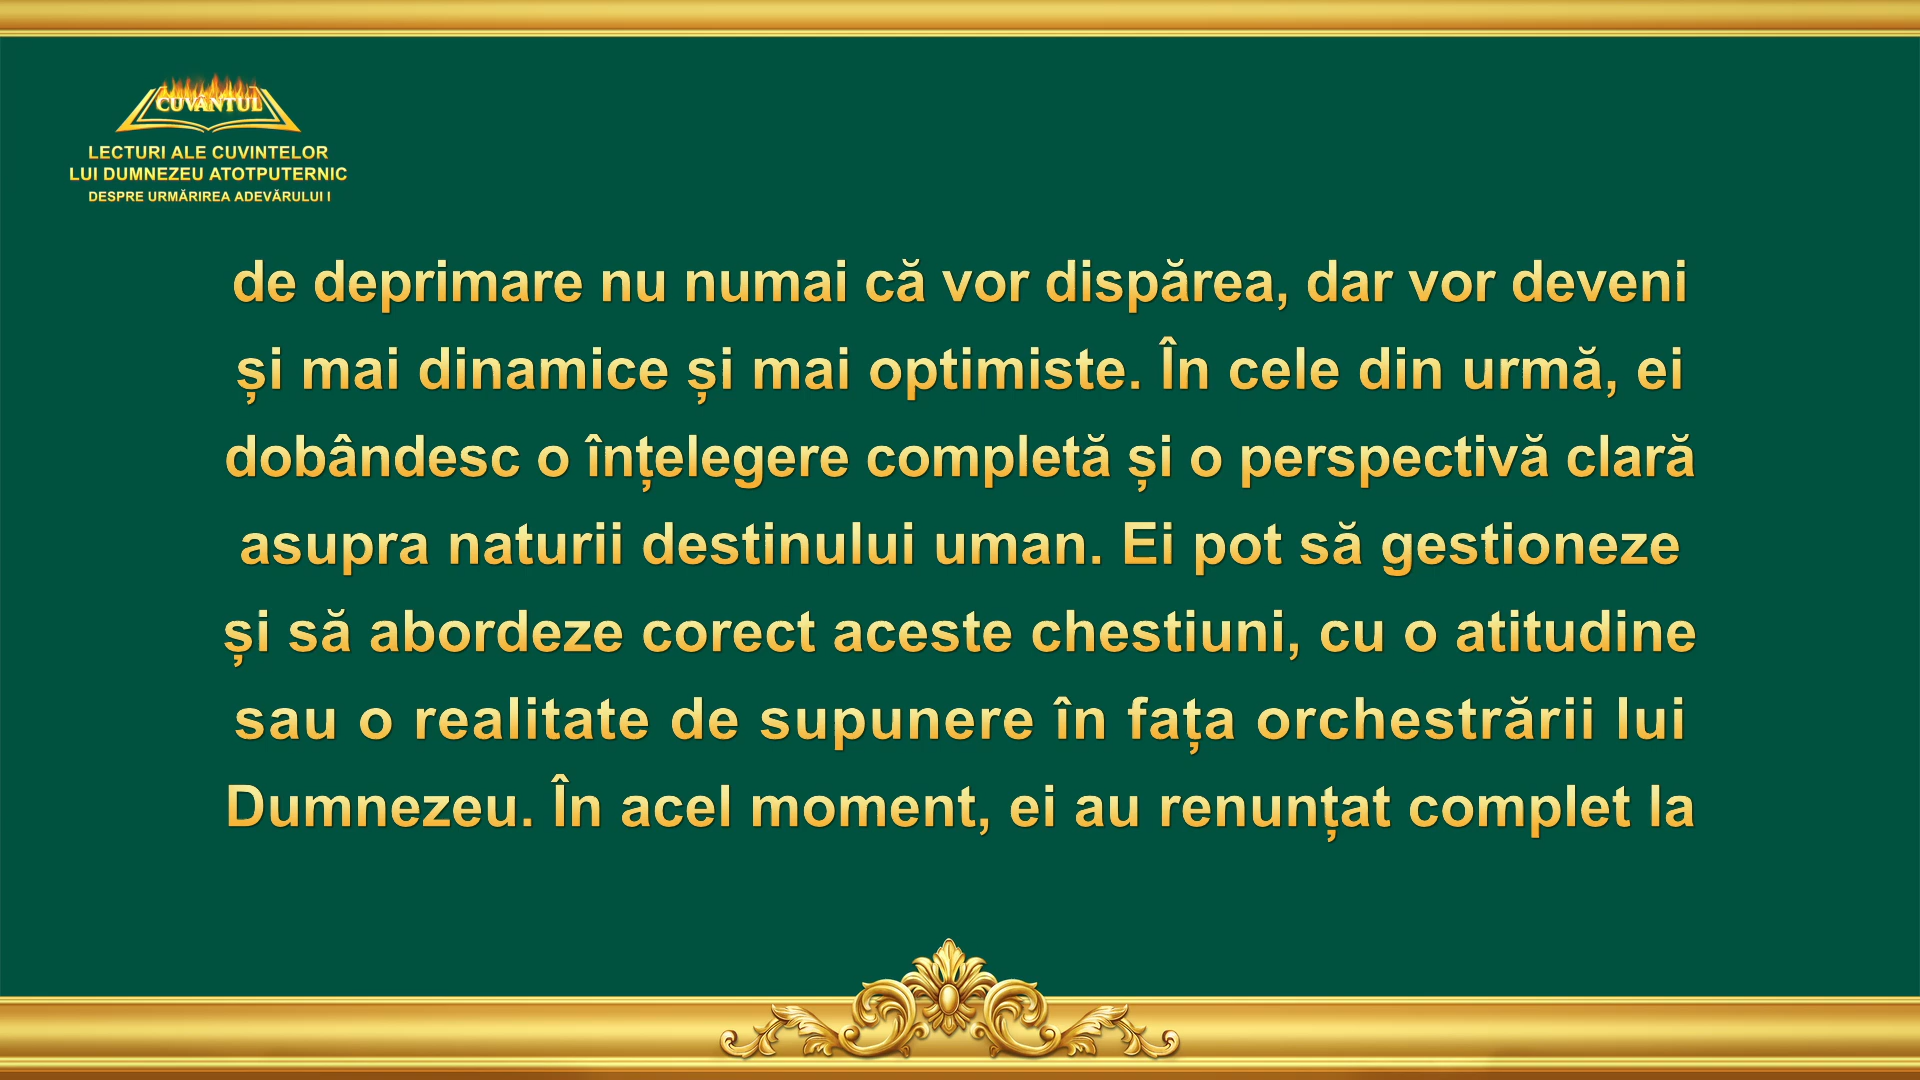 CUVÂNTUL
LECTURI ALE CUVINTELOR
LUI DUMNEZEU ATOTPUTERNIC
DESPRE URMĂRIREA ADEVĂRULUI I
de deprimare nu numai că vor dispărea, dar vor deveni
și mai dinamice și mai optimiste. În cele din urmă, ei
dobândesc o înțelegere completă și o perspectivă clară
asupra naturii destinului uman. Ei pot să gestioneze
și să abordeze corect aceste chestiuni, cu o atitudine
sau o realitate de supunere în fața orchestrării lui
Dumnezeu. În acel moment, ei au renunțat complet la